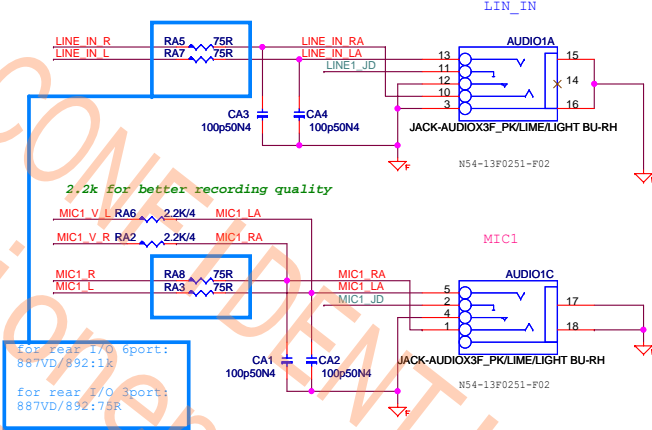 LIN_IN
LINE_IN_R RA5 75R LINE_IN_RA AUDIO1A
LINE_IN_L RA7 75R LINE_IN_LA 13 15
LINE1_JD 11
12 14
10
3 16
CA3 CA4
100p50N4 100p50N4
JACK-AUDIOX3F_PK/LIME/LIGHT BU-RH
F N54-13F0251-F02
2.2k for better recording quality
MIC1_V_L RA6 2.2K/4 MIC1_LA
MIC1_V_R RA2 2.2K/4 MIC1_RA
MIC1
MIC1_R RA8 75R MIC1_RA AUDIO1C
MIC1_L RA3 75R MIC1_LA 5
MIC1_JD 2 17
4
1 18
for rear I/O 6port:
887VD/892:1k
CA1 CA2
100p50N4 100p50N4
JACK-AUDIOX3F_PK/LIME/LIGHT BU-RH
for rear I/O 3port:
887VD/892:75R
N54-13F0251-F02
F
CONFIDENTI